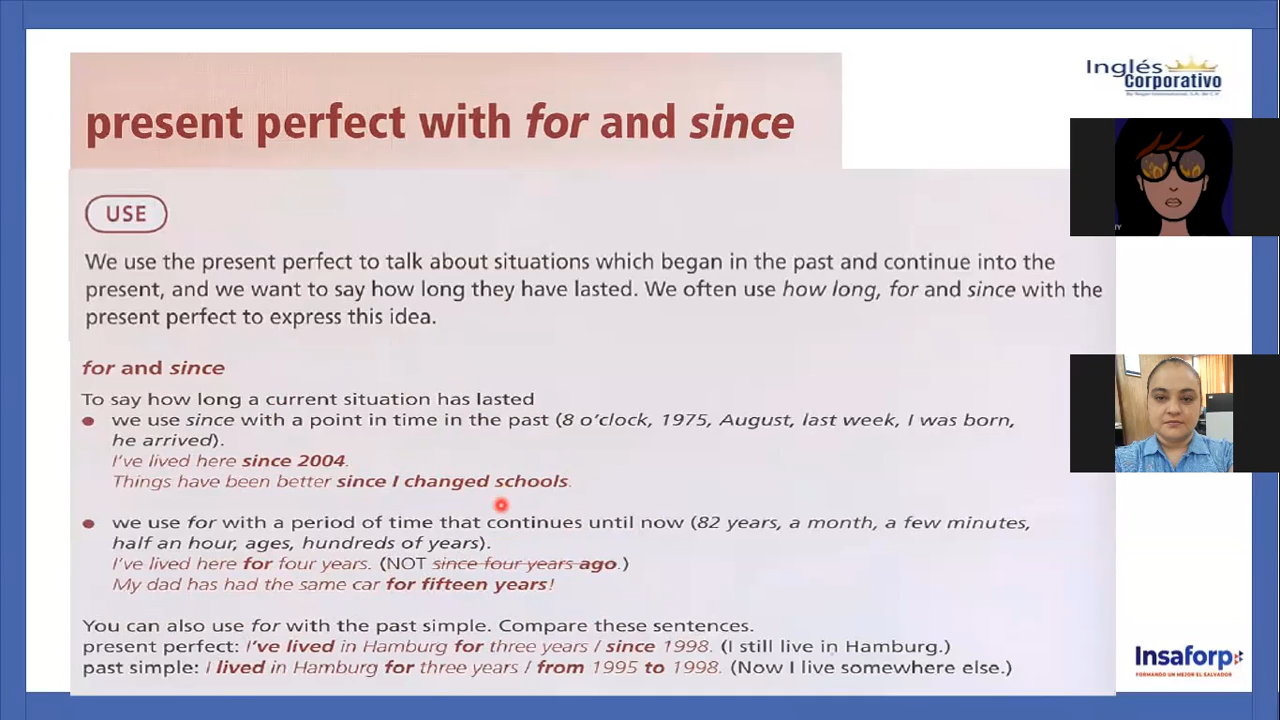 Inglés
Corporativo
present perfect with for and since
USE
We use the present perfect to talk about situations which began in the past and continue into the
present, and we want to say how long they have lasted. We often use how long, for and since with the
present perfect to express this idea.
for and since
To say how long a current situation has lasted
we use since with a point in time in the past (8 o'clock, 1975, August, last week, I was born,
he arrived).
I've lived here since 2004.
Things have been better since I changed schools.
we use for with a period of time that continues until now (82 years, a month, a few minutes,
half an hour, ages, hundreds of years).
I've lived here for four years. (NOT since four years ago.)
My dad has had the same car for fifteen years!
You can also use for with the past simple. Compare these sentences.
present perfect: I've lived in Hamburg for three years / since 1998. (I still live in Hamburg.)
past simple: I lived in Hamburg for three years / from 1995 to 1998. (Now I live somewhere else.)
Insaforp
FORMANDO UN MEJOR EL SALVADOR